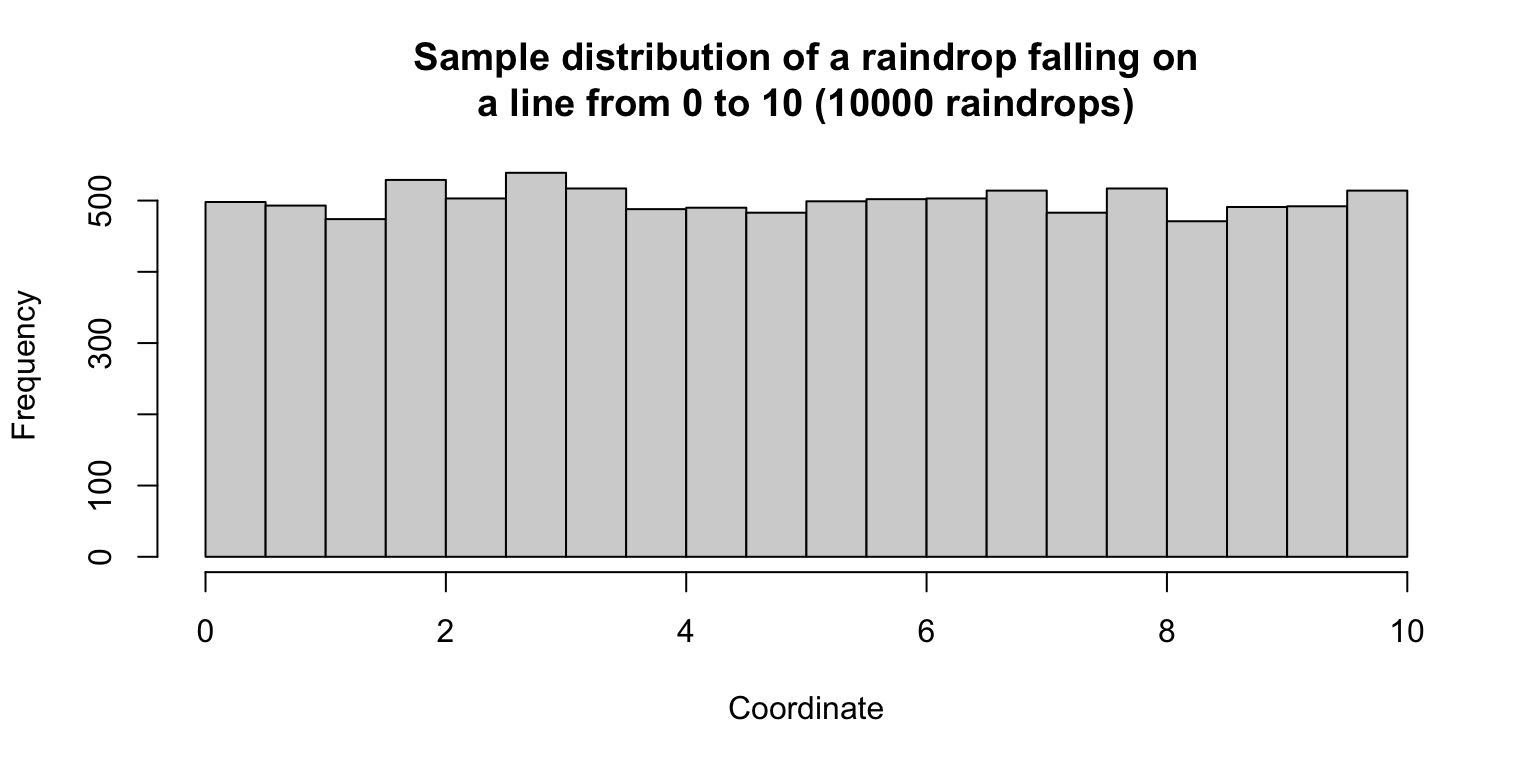 Sample distribution of a raindrop falling on
a line from 0 to 10 (10000 raindrops)
Frequency
500
300
100
0
0 2 4 6 8 10
Coordinate